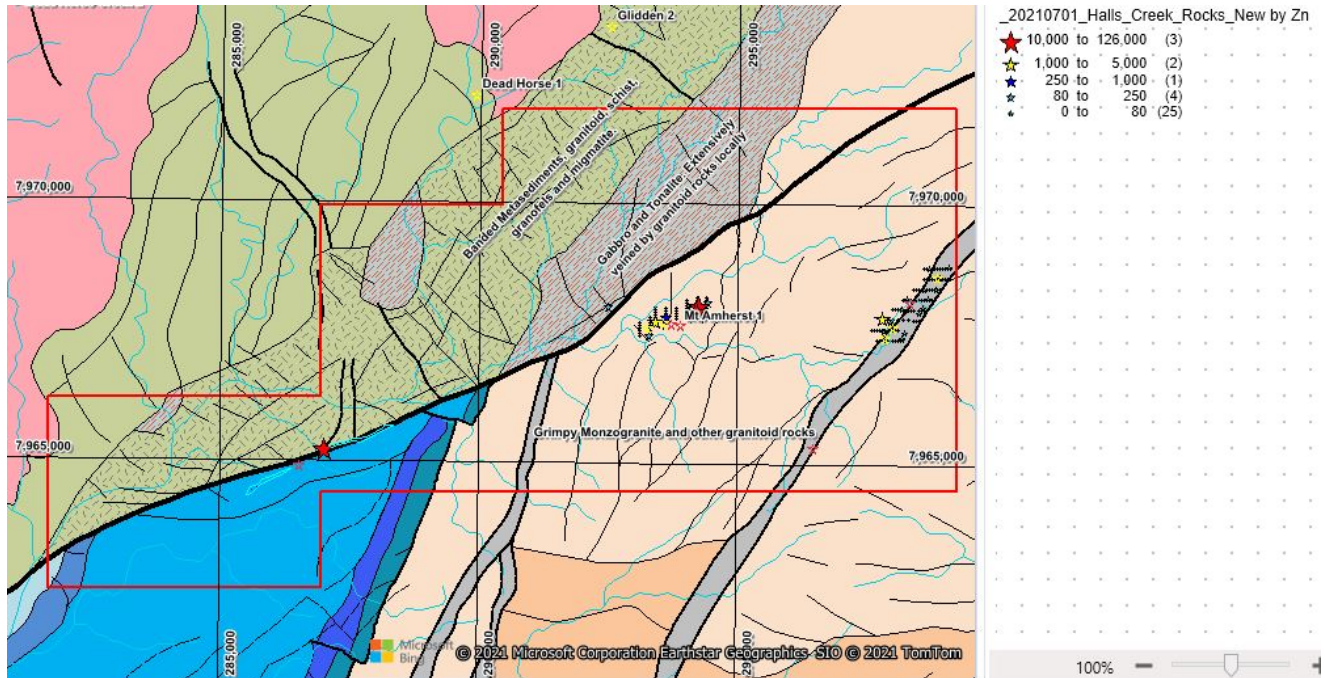 Glidden 2
Dead Horse 1
285,000
290,000
295,000
Banded Metasediments, granitoid, schist,
granofels and migmatite.
Gabbro and Tonalite: Extensively
veined by granitoid rocks locally
7,970,000
7,970,000
Mt Amherst 1
Grimpy Monzogranite and other granitoid rocks
7,965,000
7,965,000
285,000
295,000
Microsoft
Bing
© 2021 Microsoft Corporation Earthstar Geographics SIO © 2021 TomTom
_20210701_Halls_Creek_Rocks_New by Zn
10,000 to 126,000 (3)
1,000 to 5,000 (2)
250 to 1,000 (1)
80 to 250 (4)
0 to 80 (25)
100%